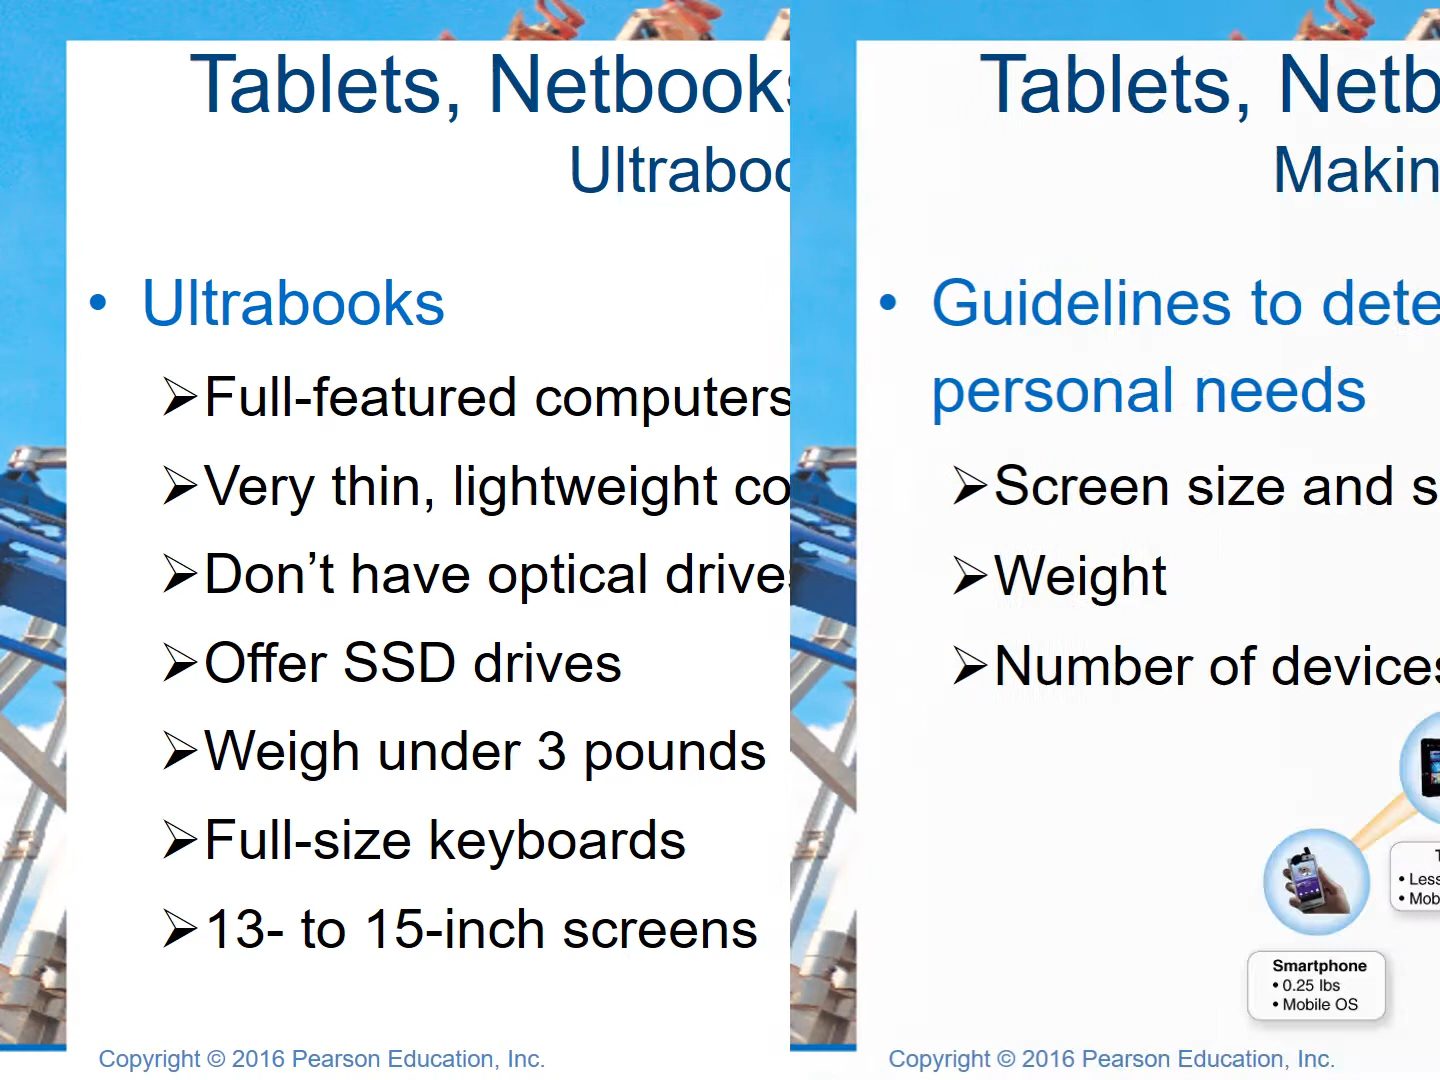 Tablets, Netbooks
Ultraboo
• Ultrabooks
➢Full-featured computers
➢Very thin, lightweight co
➢Don’t have optical drives
➢Offer SSD drives
➢Weigh under 3 pounds
➢Full-size keyboards
➢13- to 15-inch screens
Copyright © 2016 Pearson Education, Inc.
Tablets, Netb
Makin
• Guidelines to dete
personal needs
➢Screen size and s
➢Weight
➢Number of devices
• Less
• Mob
Smartphone
• 0.25 lbs
• Mobile OS
Copyright © 2016 Pearson Education, Inc.